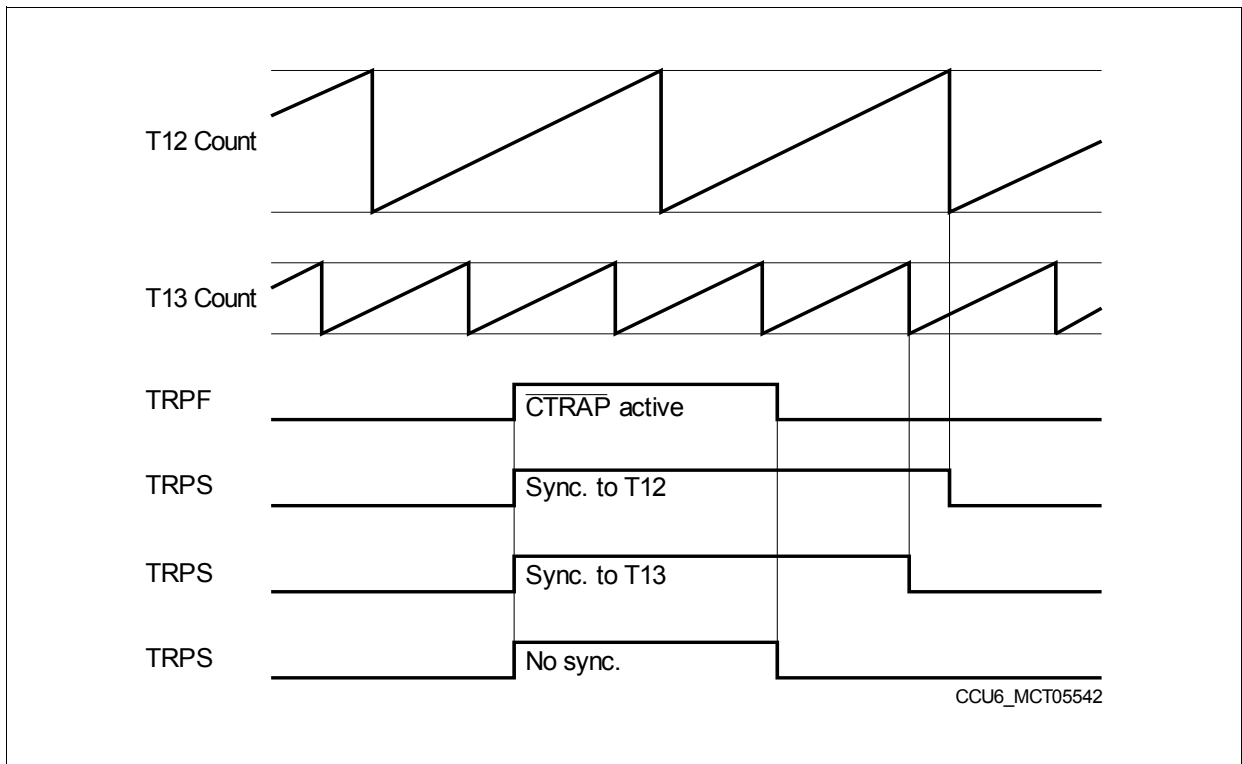 T12 Count
T13 Count
TRPF
CTRAP active
TRPS
Sync. to T12
TRPS
Sync. to T13
TRPS
No sync.
CCU6_MCT05542